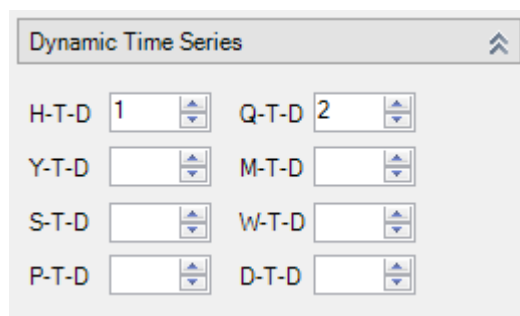 Dynamic Time Series
H-T-D 1 Q-T-D 2
Y-T-D M-T-D
S-T-D W-T-D
P-T-D D-T-D